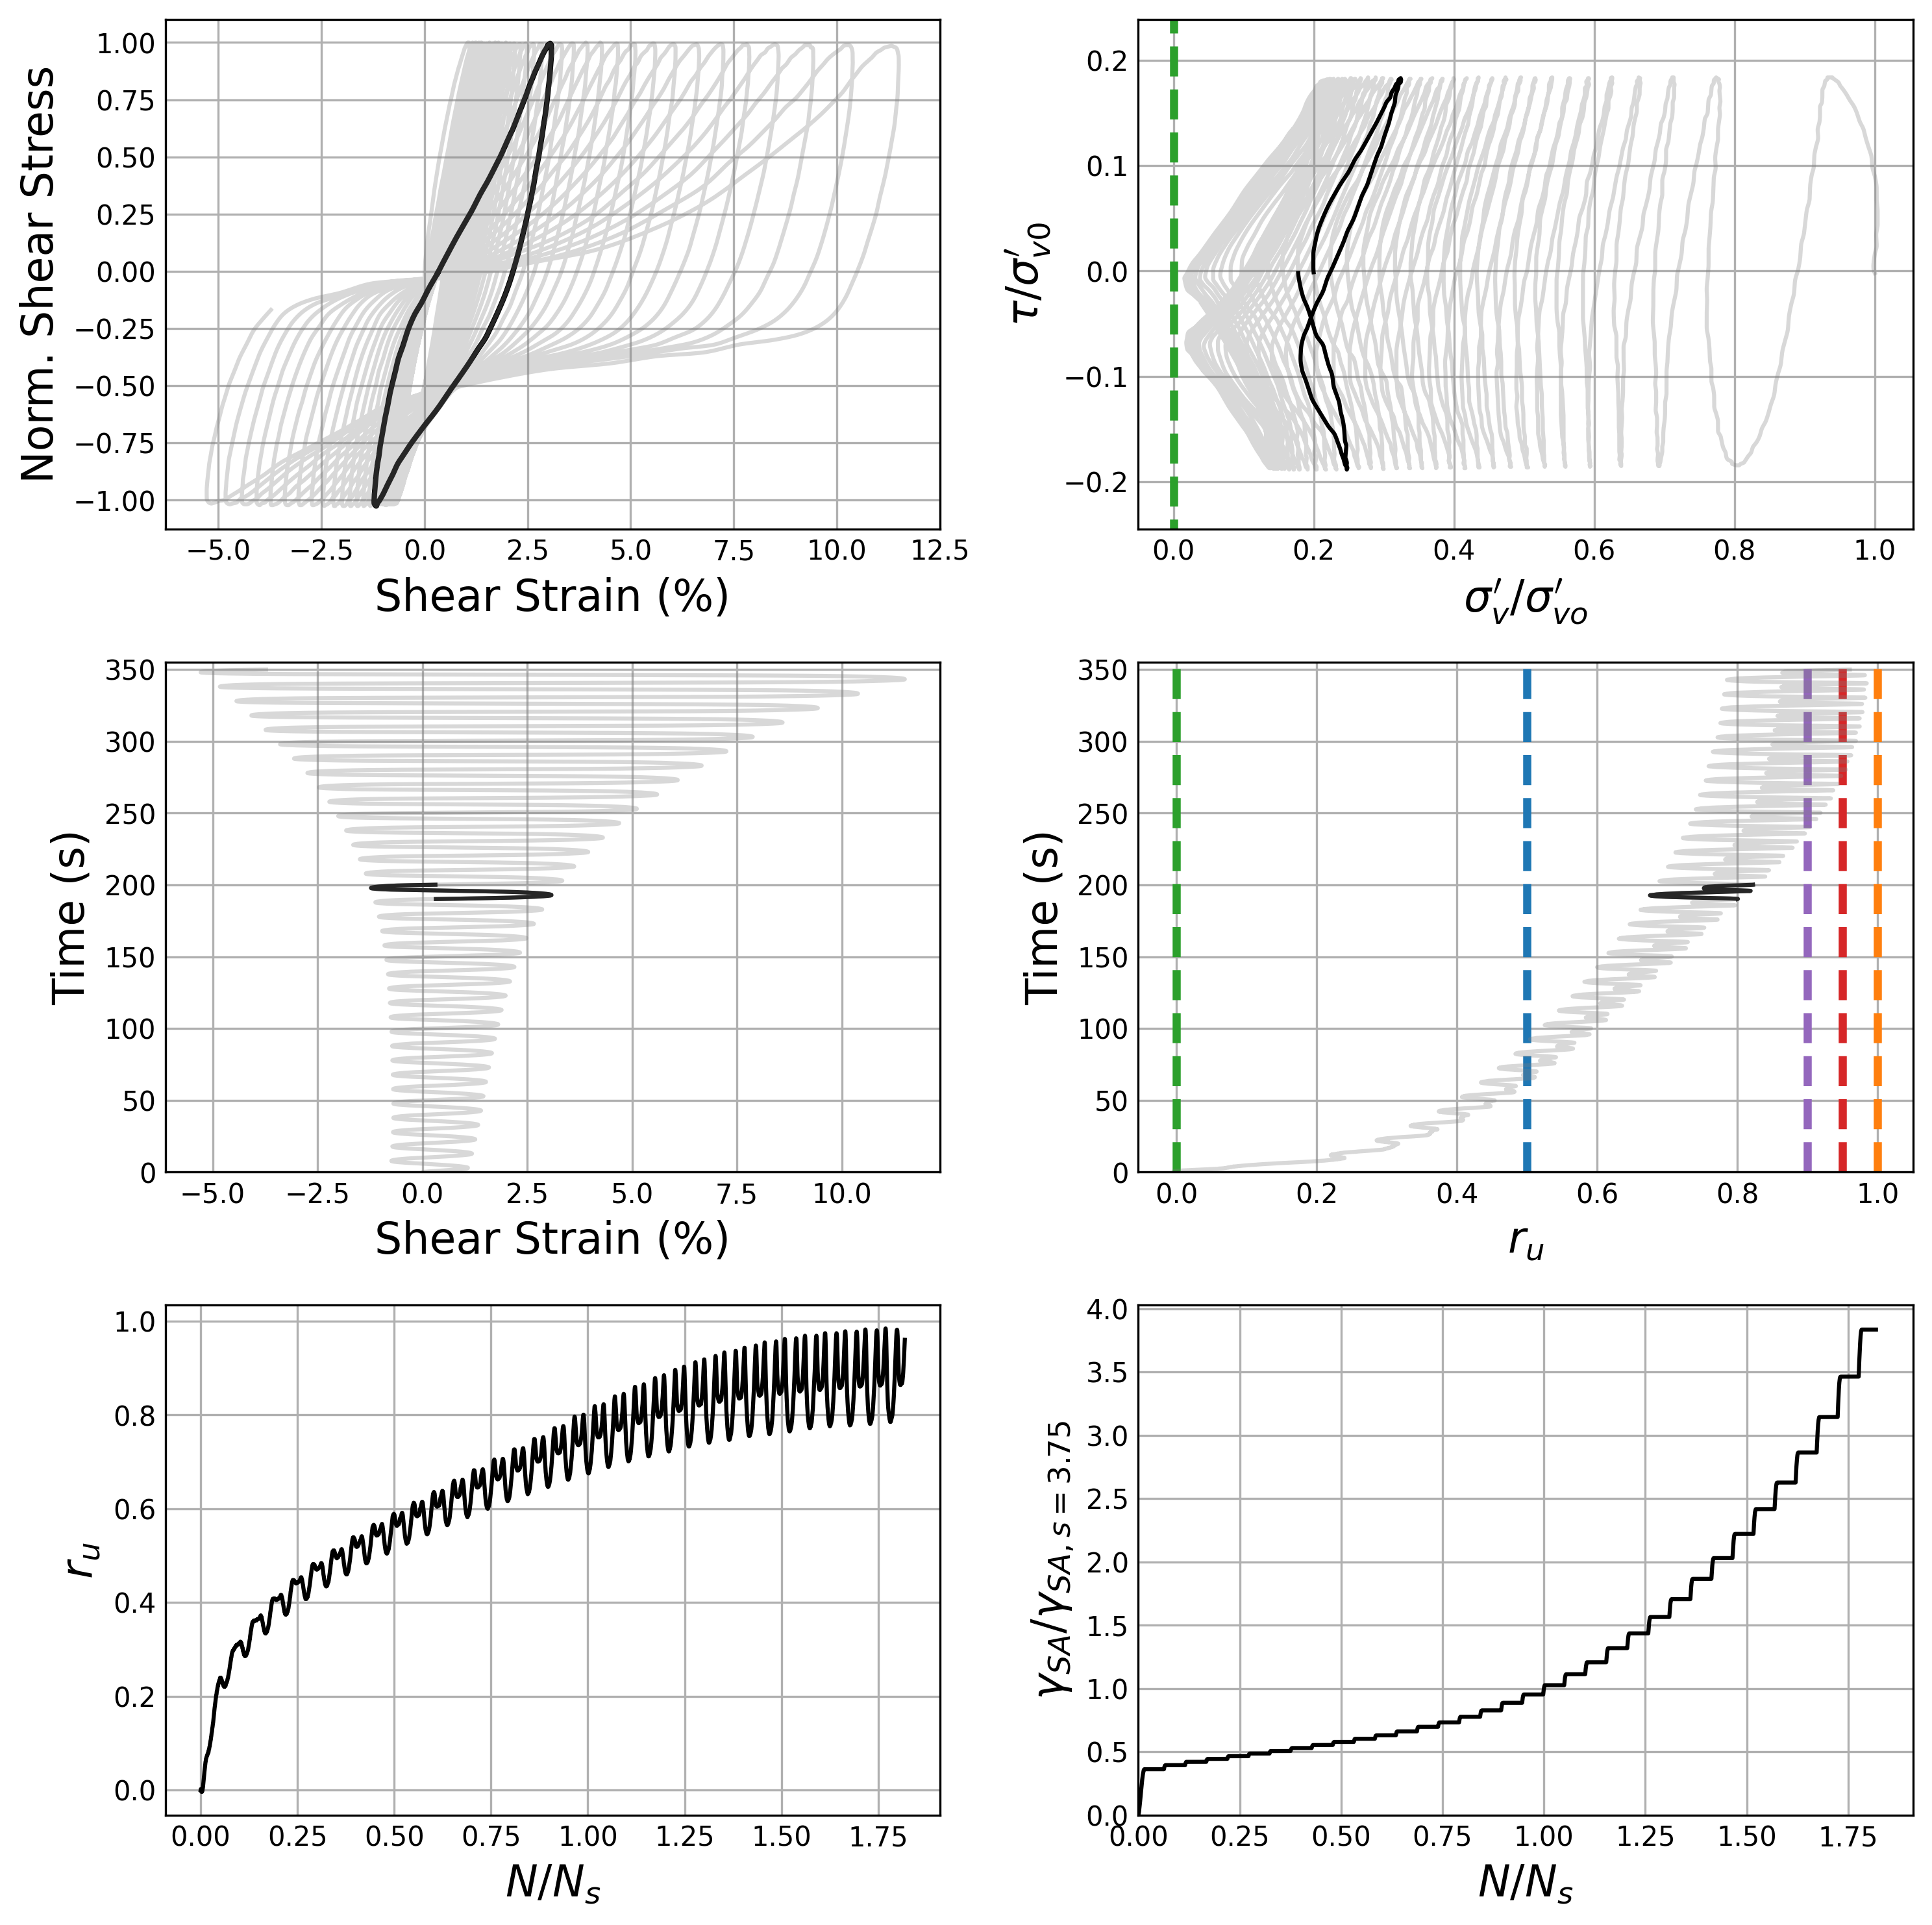 1.00
0.75
0.50
0.25
0.00
−0.25
−0.50
−0.75
−1.00
Norm. Shear Stress
−5.0 −2.5 0.0 2.5 5.0 7.5 10.0 12.5
Shear Strain (%)
0.2
0.1
0.0
−0.1
−0.2
τ/σ′v0
0.0 0.2 0.4 0.6 0.8 1.0
σ′v/σ′vo
350
300
250
200
150
100
50
0
Time (s)
−5.0 −2.5 0.0 2.5 5.0 7.5 10.0
Shear Strain (%)
350
300
250
200
150
100
50
0
Time (s)
0.0 0.2 0.4 0.6 0.8 1.0
ru
1.0
0.8
0.6
0.4
0.2
0.0
ru
0.00 0.25 0.50 0.75 1.00 1.25 1.50 1.75
N/Ns
4.0
3.5
3.0
2.5
2.0
1.5
1.0
0.5
0.0
γSA/γSA, s = 3.75
0.00 0.25 0.50 0.75 1.00 1.25 1.50 1.75
N/Ns